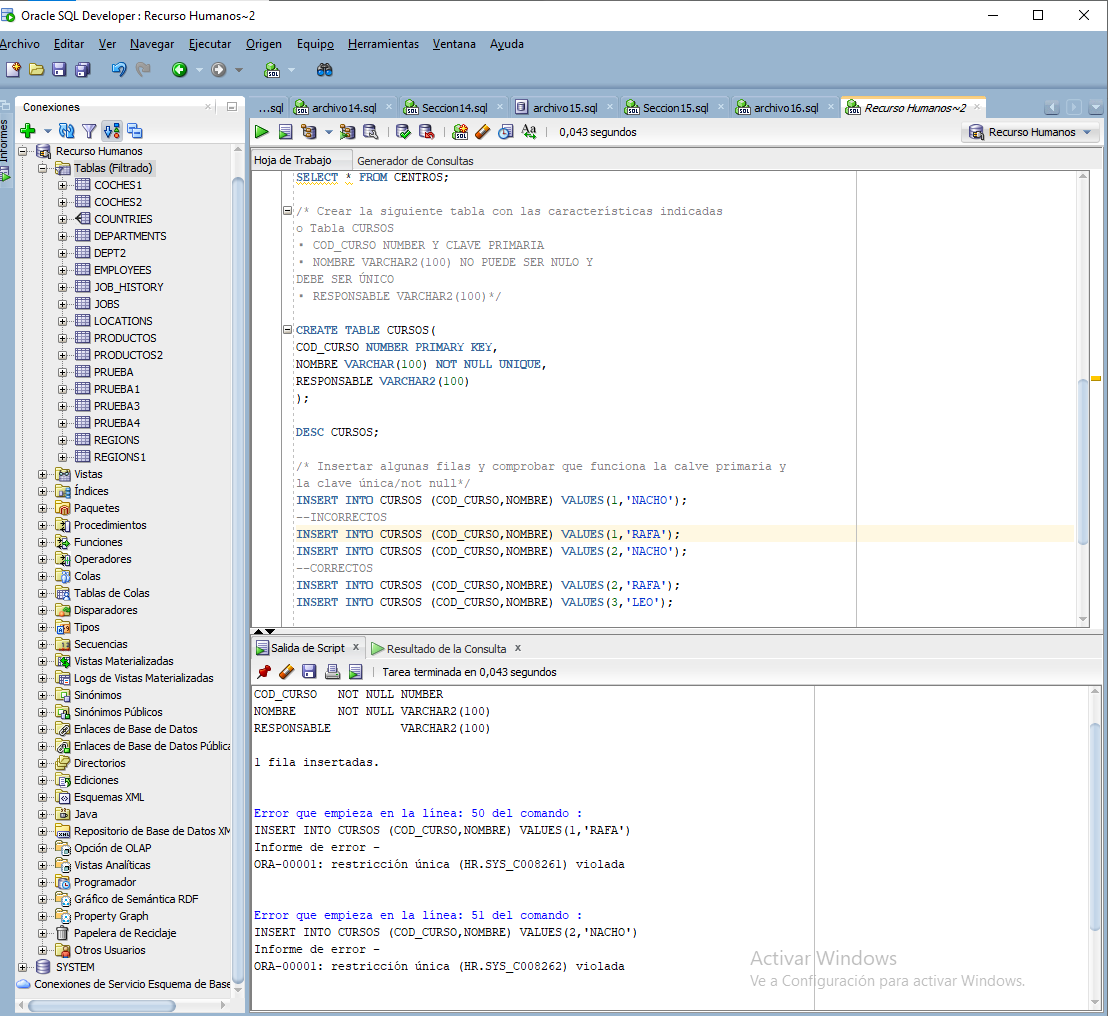 Oracle SQL Developer : Recurso Humanos~2
Archivo Editar Ver Navegar Ejecutar Origen Equipo Herramientas Ventana Ayuda
Informes
Conexiones
Recurso Humanos
Tablas (Filtrado)
COCHES1
COCHES2
COUNTRIES
DEPARTMENTS
DEPT2
EMPLOYEES
JOB_HISTORY
JOBS
LOCATIONS
PRODUCTOS
PRODUCTOS2
PRUEBA
PRUEBA1
PRUEBA3
PRUEBA4
REGIONS
REGIONS1
Vistas
Índices
Paquetes
Procedimientos
Funciones
Operadores
Colas
Tablas de Colas
Disparadores
Tipos
Secuencias
Vistas Materializadas
Logs de Vistas Materializadas
Sinónimos
Sinónimos Públicos
Enlaces de Base de Datos
Enlaces de Base de Datos Pública
Directorios
Ediciones
Esquemas XML
Java
Repositorio de Base de Datos XM
Opción de OLAP
Vistas Analíticas
Programador
Gráfico de Semántica RDF
Property Graph
Papelera de Reciclaje
Otros Usuarios
SYSTEM
Conexiones de Servicio Esquema de Base
...sql archivo14.sql Seccion14.sql archivo15.sql Seccion15.sql archivo16.sql Recurso Humanos~2
0,043 segundos
Recurso Humanos
Hoja de Trabajo Generador de Consultas
SELECT * FROM CENTROS;
/* Crear la siguiente tabla con las características indicadas
o Tabla CURSOS
• COD_CURSO NUMBER Y CLAVE PRIMARIA
• NOMBRE VARCHAR2(100) NO PUEDE SER NULO Y
DEBE SER ÚNICO
• RESPONSABLE VARCHAR2(100)*/
CREATE TABLE CURSOS(
COD_CURSO NUMBER PRIMARY KEY,
NOMBRE VARCHAR(100) NOT NULL UNIQUE,
RESPONSABLE VARCHAR2(100)
);
DESC CURSOS;
/* Insertar algunas filas y comprobar que funciona la calve primaria y
la clave única/not null*/
INSERT INTO CURSOS (COD_CURSO,NOMBRE) VALUES(1,'NACHO');
--INCORRECTOS
INSERT INTO CURSOS (COD_CURSO,NOMBRE) VALUES(1,'RAFA');
INSERT INTO CURSOS (COD_CURSO,NOMBRE) VALUES(2,'NACHO');
--CORRECTOS
INSERT INTO CURSOS (COD_CURSO,NOMBRE) VALUES(2,'RAFA');
INSERT INTO CURSOS (COD_CURSO,NOMBRE) VALUES(3,'LEO');
Salida de Script Resultado de la Consulta
Tarea terminada en 0,043 segundos
COD_CURSO NOT NULL NUMBER
NOMBRE NOT NULL VARCHAR2(100)
RESPONSABLE VARCHAR2(100)
1 fila insertadas.
Error que empieza en la línea: 50 del comando :
INSERT INTO CURSOS (COD_CURSO,NOMBRE) VALUES(1,'RAFA')
Informe de error -
ORA-00001: restricción única (HR.SYS_C008261) violada
Error que empieza en la línea: 51 del comando :
INSERT INTO CURSOS (COD_CURSO,NOMBRE) VALUES(2,'NACHO')
Informe de error -
ORA-00001: restricción única (HR.SYS_C008262) violada
Activar Windows
Ve a Configuración para activar Windows.